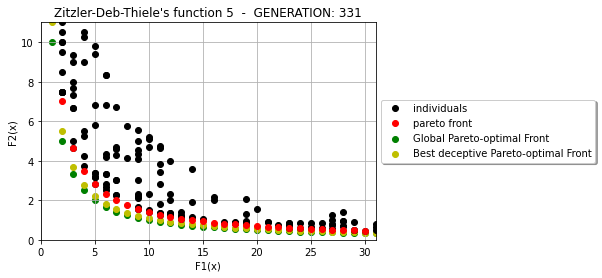 Zitzler-Deb-Thiele's function 5 - GENERATION: 331
10
8
6
4
2
0
F2(x)
0 5 10 15 20 25 30
F1(x)
individuals
pareto front
Global Pareto-optimal Front
Best deceptive Pareto-optimal Front